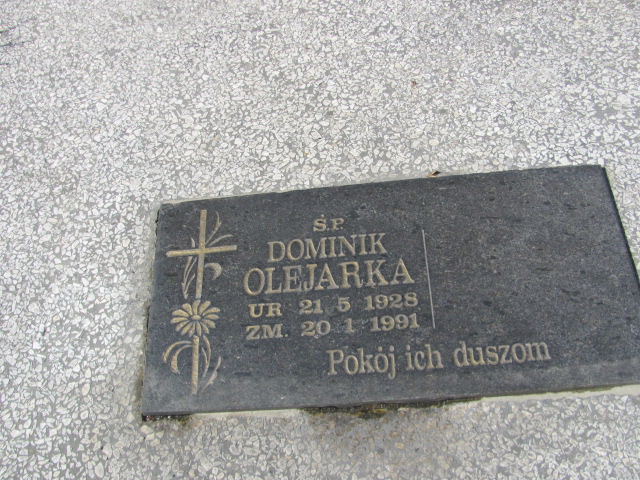 Ś.P.
DOMINIK
OLEJARKA
UR 21 5 1928
ZM. 20 1 1991
Pokój ich duszom